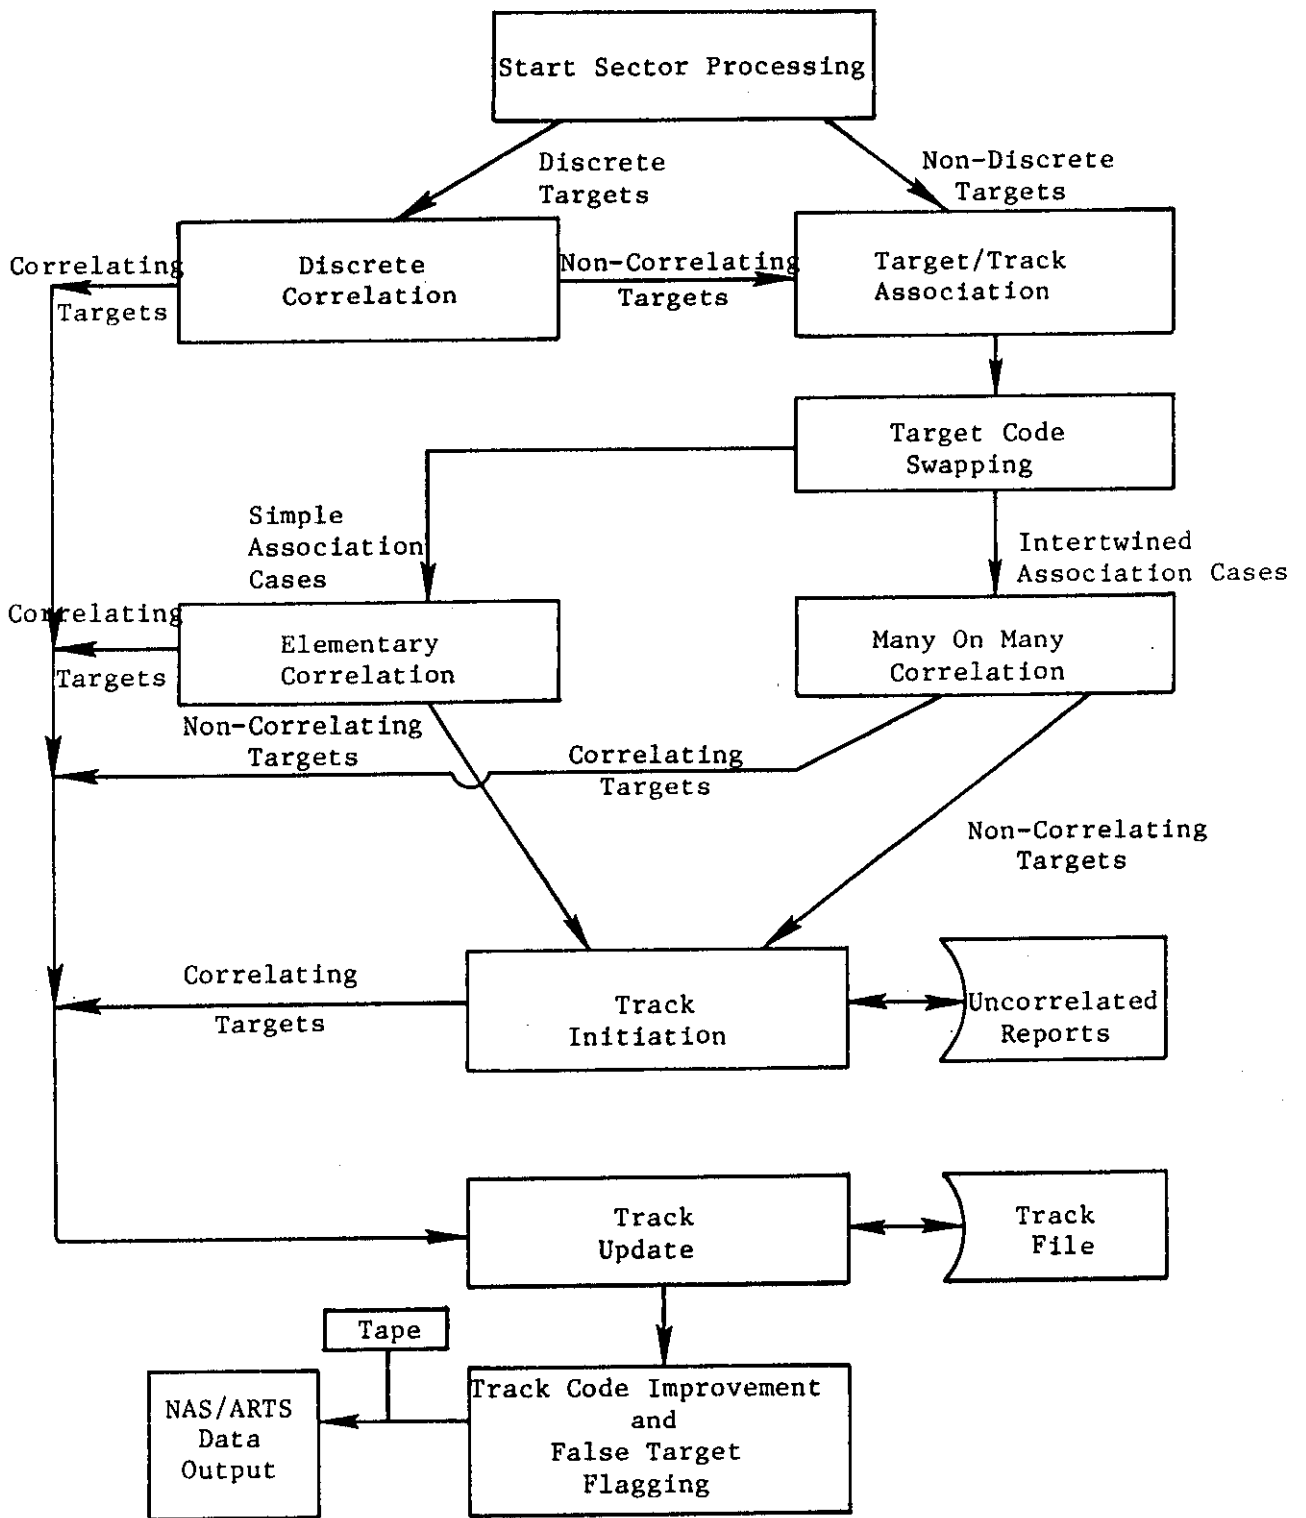 Start Sector Processing
Discrete
Targets
Non-Discrete
Targets
Correlating
Targets
Discrete
Correlation
Non-Correlating
Targets
Target/Track
Association
Target Code
Swapping
Simple
Association
Cases
Intertwined
Association Cases
Correlating
Targets
Elementary
Correlation
Many On Many
Correlation
Non-Correlating
Targets
Correlating
Targets
Non-Correlating
Targets
Correlating
Targets
Track
Initiation
Uncorrelated
Reports
Track
Update
Track
File
Tape
NAS/ARTS
Data
Output
Track Code Improvement
and
False Target
Flagging